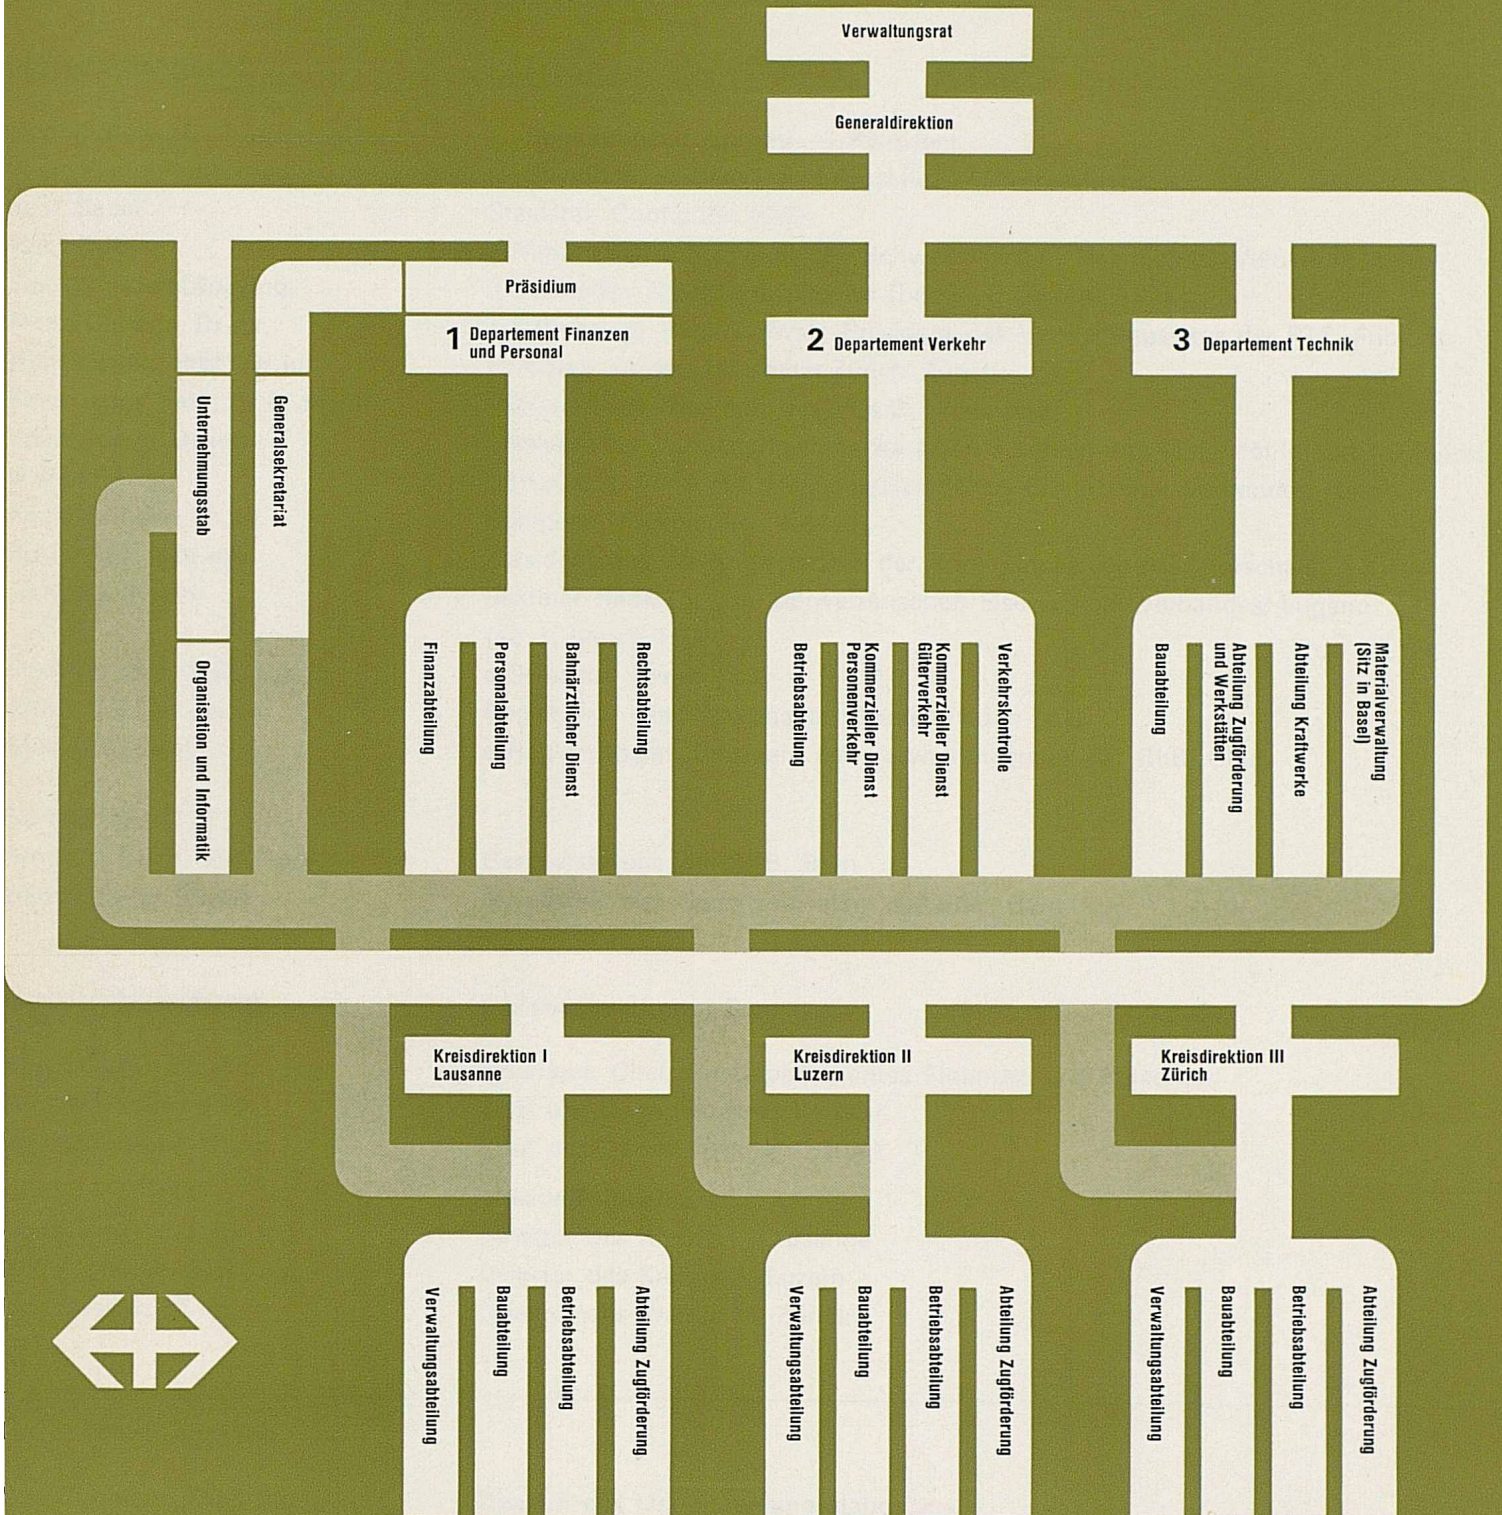 Verwaltungsrat
Generaldirektion
Präsidium
1 Departement Finanzen
und Personal
2 Departement Verkehr
3 Departement Technik
Unternehmungsstab
Generalsekretariat
Organisation und Informatik
Finanzabteilung
Personalabteilung
Bahnärztlicher Dienst
Rechtsabteilung
Betriebsabteilung
Kommerzieller Dienst
Personenverkehr
Kommerzieller Dienst
Güterverkehr
Verkehrskontrolle
Bauabteilung
Abteilung Zugförderung
und Werkstätten
Abteilung Kraftwerke
Materialverwaltung
(Sitz in Basel)
Kreisdirektion I
Lausanne
Kreisdirektion II
Luzern
Kreisdirektion III
Zürich
Verwaltungsabteilung
Bauabteilung
Betriebsabteilung
Abteilung Zugförderung
Verwaltungsabteilung
Bauabteilung
Betriebsabteilung
Abteilung Zugförderung
Verwaltungsabteilung
Bauabteilung
Betriebsabteilung
Abteilung Zugförderung